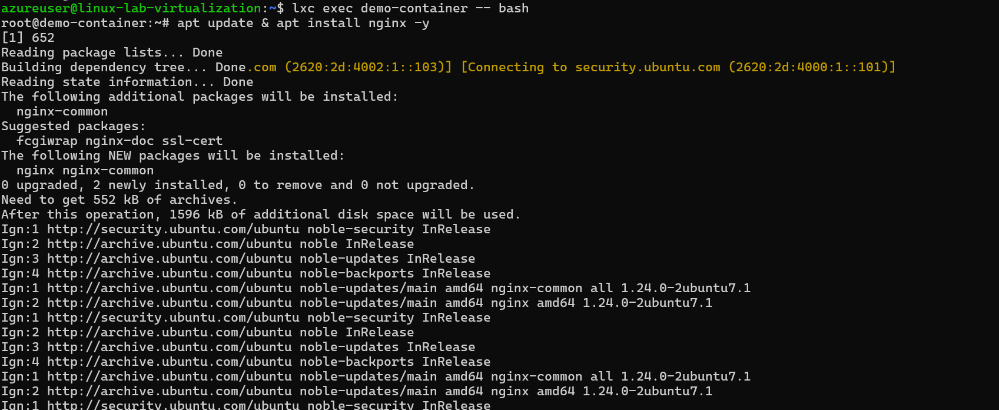 azureuser@linux-lab-virtualization:~$ lxc exec demo-container -- bash
root@demo-container:~# apt update & apt install nginx -y
[1] 652
Reading package lists... Done
Building dependency tree... Done.com (2620:2d:4002:1::103)] [Connecting to security.ubuntu.com (2620:2d:4000:1::101)]
Reading state information... Done
The following additional packages will be installed:
  nginx-common
Suggested packages:
  fcgiwrap nginx-doc ssl-cert
The following NEW packages will be installed:
  nginx nginx-common
0 upgraded, 2 newly installed, 0 to remove and 0 not upgraded.
Need to get 552 kB of archives.
After this operation, 1596 kB of additional disk space will be used.
Ign:1 http://security.ubuntu.com/ubuntu noble-security InRelease
Ign:2 http://archive.ubuntu.com/ubuntu noble InRelease
Ign:3 http://archive.ubuntu.com/ubuntu noble-updates InRelease
Ign:4 http://archive.ubuntu.com/ubuntu noble-backports InRelease
Ign:1 http://archive.ubuntu.com/ubuntu noble-updates/main amd64 nginx-common all 1.24.0-2ubuntu7.1
Ign:2 http://archive.ubuntu.com/ubuntu noble-updates/main amd64 nginx amd64 1.24.0-2ubuntu7.1
Ign:1 http://security.ubuntu.com/ubuntu noble-security InRelease
Ign:2 http://archive.ubuntu.com/ubuntu noble InRelease
Ign:3 http://archive.ubuntu.com/ubuntu noble-updates InRelease
Ign:4 http://archive.ubuntu.com/ubuntu noble-backports InRelease
Ign:1 http://archive.ubuntu.com/ubuntu noble-updates/main amd64 nginx-common all 1.24.0-2ubuntu7.1
Ign:2 http://archive.ubuntu.com/ubuntu noble-updates/main amd64 nginx amd64 1.24.0-2ubuntu7.1
Ign:1 http://security.ubuntu.com/ubuntu noble-security InRelease